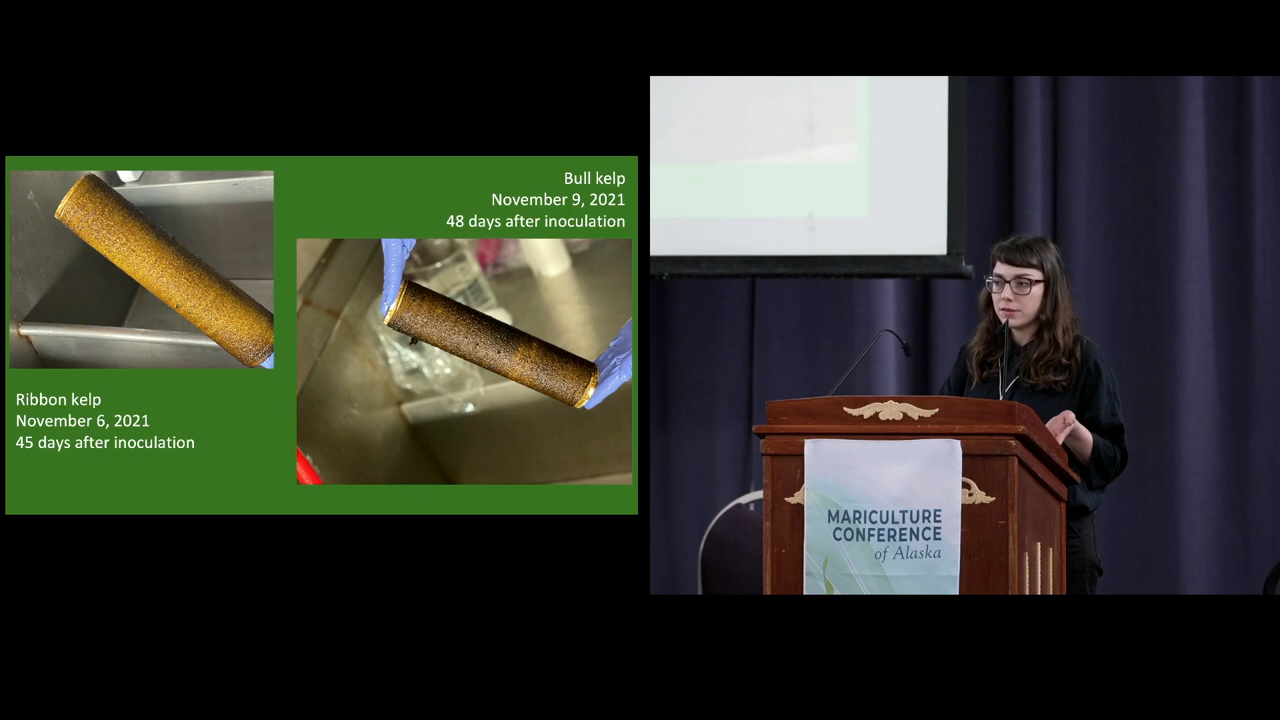 Bull kelp
November 9, 2021
48 days after inoculation
Ribbon kelp
November 6, 2021
45 days after inoculation
MARICULTURE
CONFERENCE
of Alaska